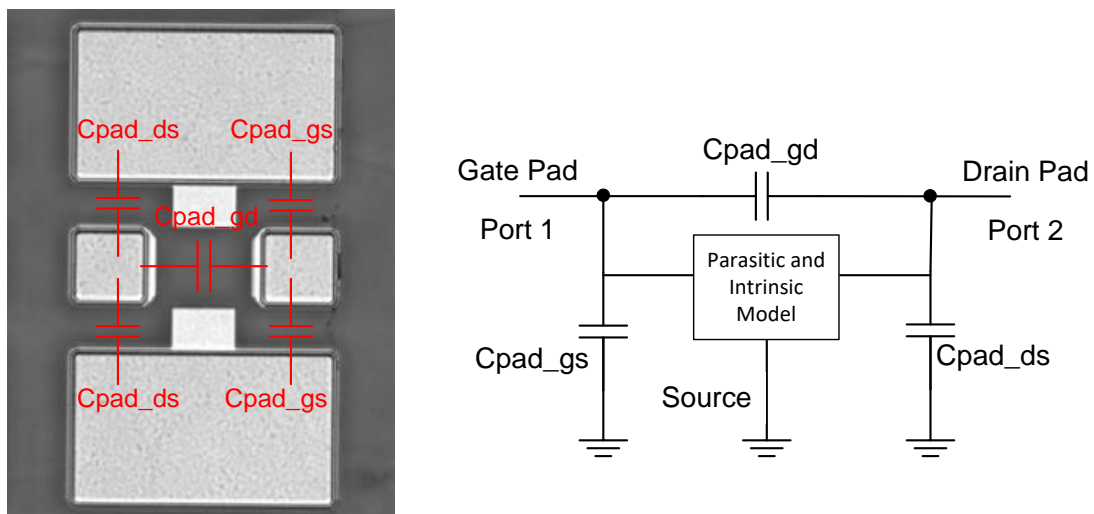 Cpad_ds
Cpad_gs
Cpad_gd
Cpad_ds
Cpad_gs
Cpad_gd
Gate Pad
Drain Pad
Port 1
Port 2
Parasitic and
Intrinsic
Model
Cpad_gs
Cpad_ds
Source